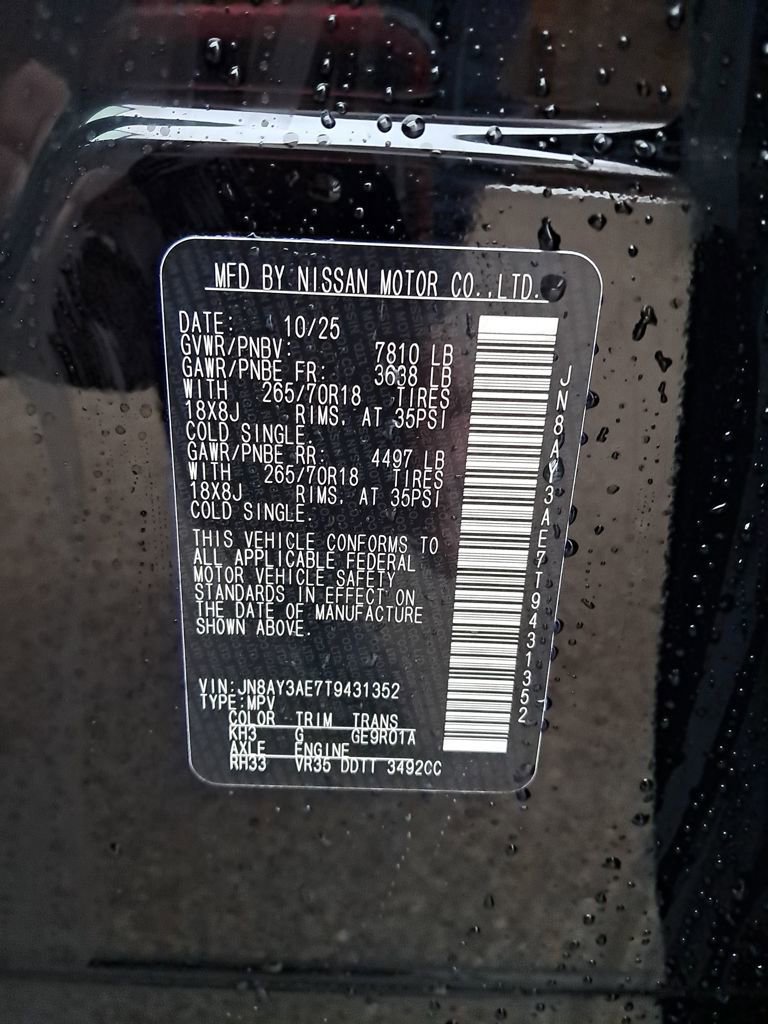 MFD BY NISSAN MOTOR CO.,LTD.
DATE: 10/25
GVWR/PNBV: 7810 LB
GAWR/PNBE FR: 3638 LB
WITH 265/70R18 TIRES
18X8J RIMS, AT 35PSI
COLD SINGLE.
GAWR/PNBE RR: 4497 LB
WITH 265/70R18 TIRES
18X8J RIMS, AT 35PSI
COLD SINGLE.
THIS VEHICLE CONFORMS TO
ALL APPLICABLE FEDERAL
MOTOR VEHICLE SAFETY
STANDARDS IN EFFECT ON
THE DATE OF MANUFACTURE
SHOWN ABOVE.
VIN:JN8AY3AE7T9431352
TYPE:MPV
COLOR TRIM TRANS
KH3 G GE9R01A
AXLE ENGINE
RH33 VR35 DDTT 3492CC
JN8AY3AE7T9431352